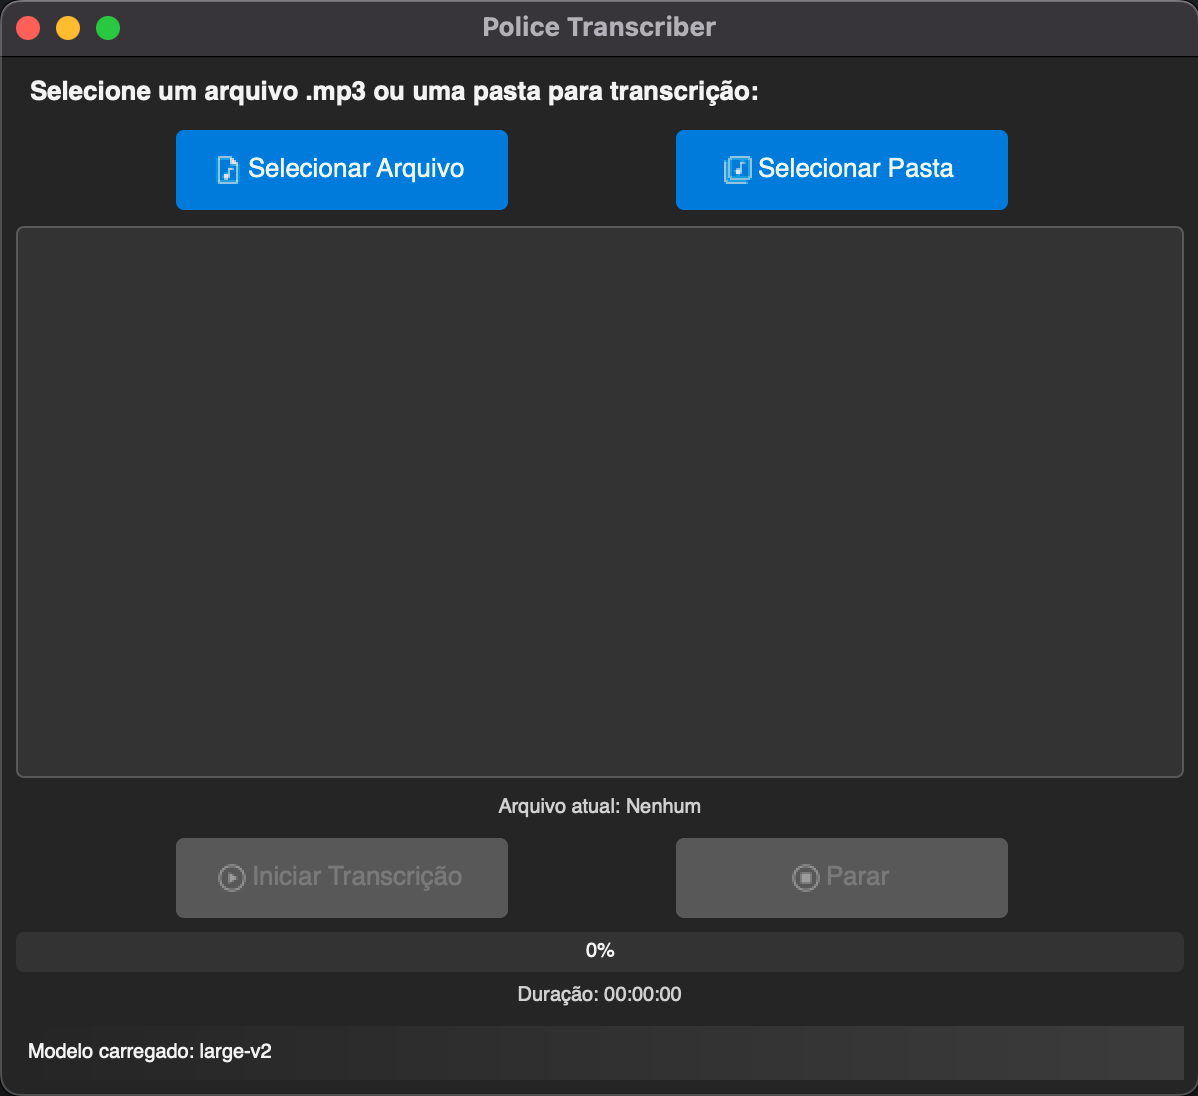 Police Transcriber
Selecione um arquivo .mp3 ou uma pasta para transcrição:
Selecionar Arquivo
Selecionar Pasta
Arquivo atual: Nenhum
Iniciar Transcrição
Parar
0%
Duração: 00:00:00
Modelo carregado: large-v2